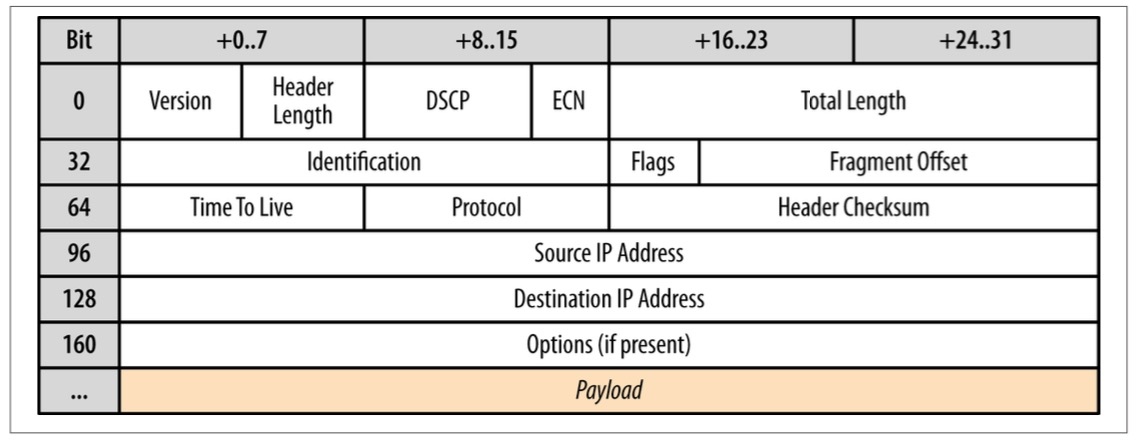 Bit +0..7 +8..15 +16..23 +24..31
0 Version Header Length DSCP ECN Total Length
32 Identification Flags Fragment Offset
64 Time To Live Protocol Header Checksum
96 Source IP Address
128 Destination IP Address
160 Options (if present)
... Payload